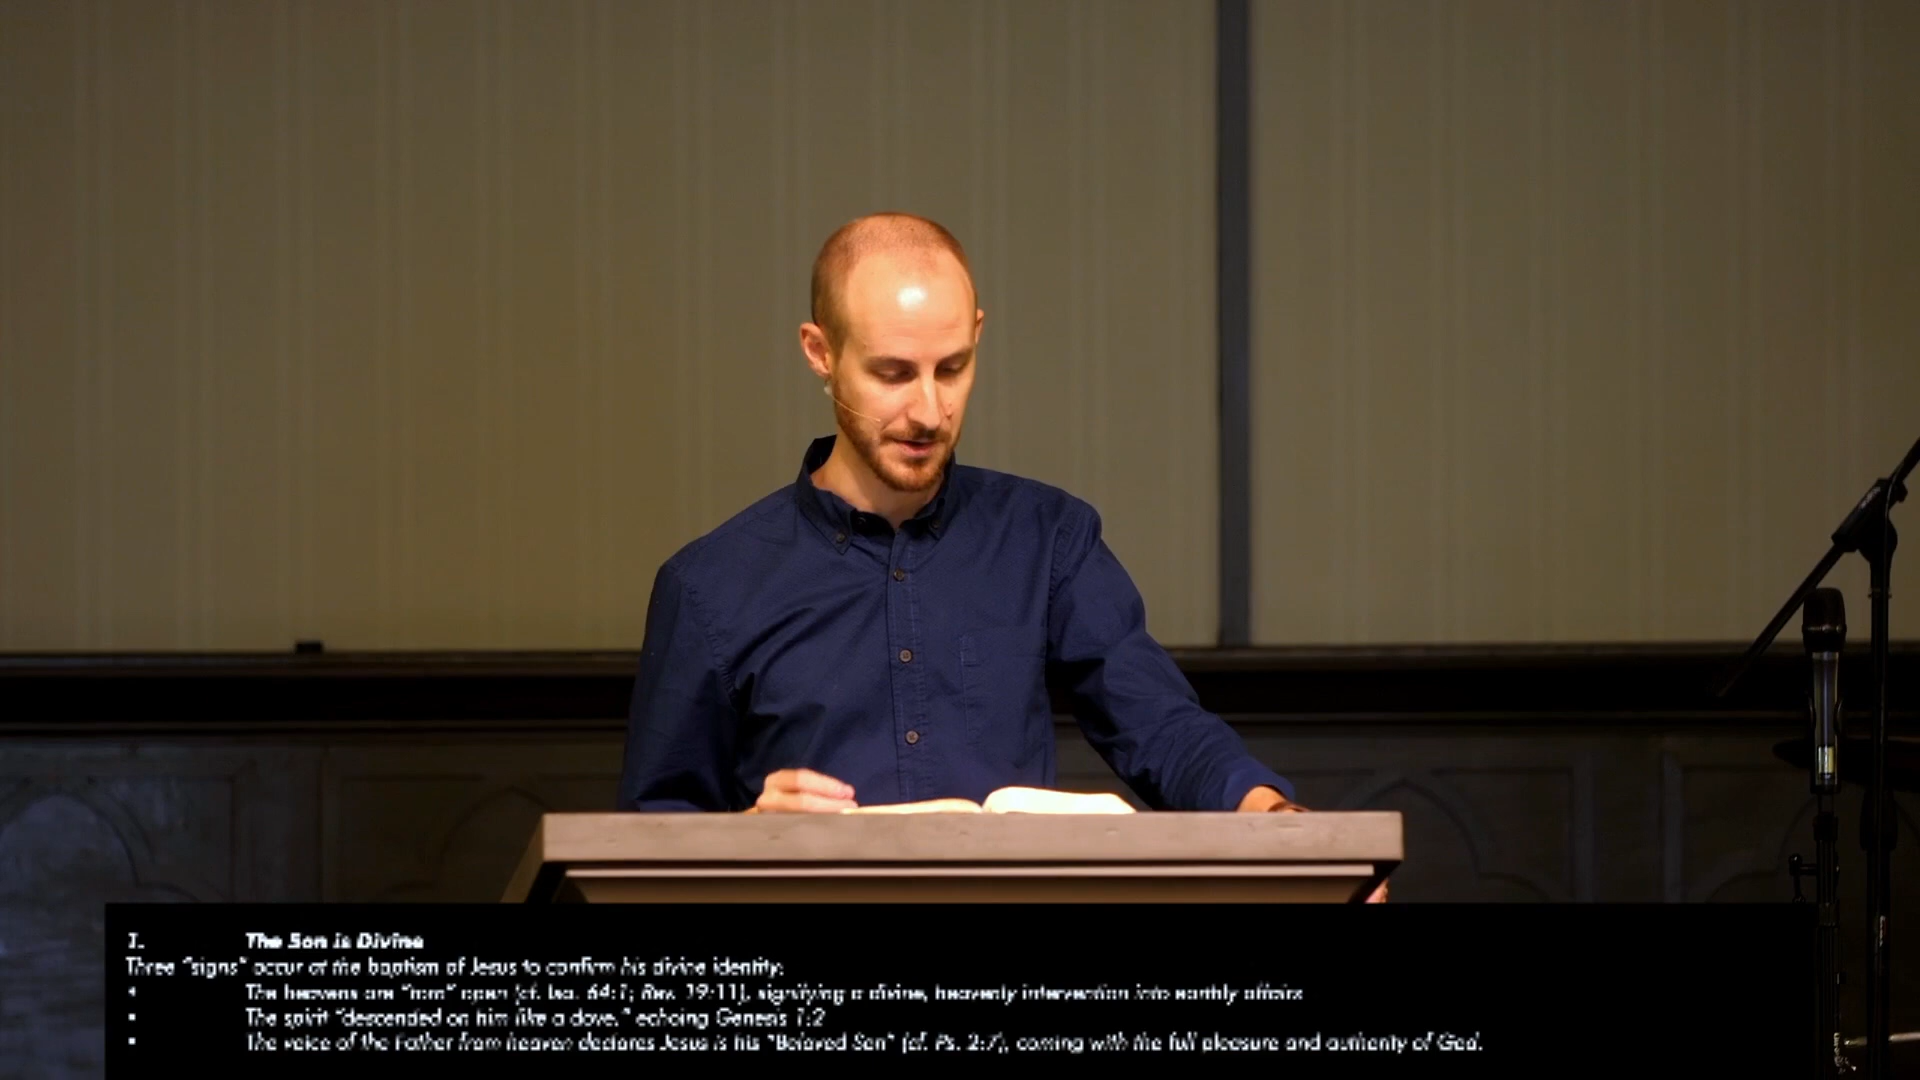 1. The Son is Divine
Three “signs” occur at the baptism of Jesus to confirm his divine identity:
• The heavens are “torn” open (cf. Isa. 64:1; Rev. 19:11), signifying a divine, heavenly intervention into earthly affairs
• The spirit “descended on him like a dove,” echoing Genesis 1:2
• The voice of the Father from heaven declares Jesus is his “Beloved Son” (cf. Ps. 2:7), coming with the full pleasure and authority of God.